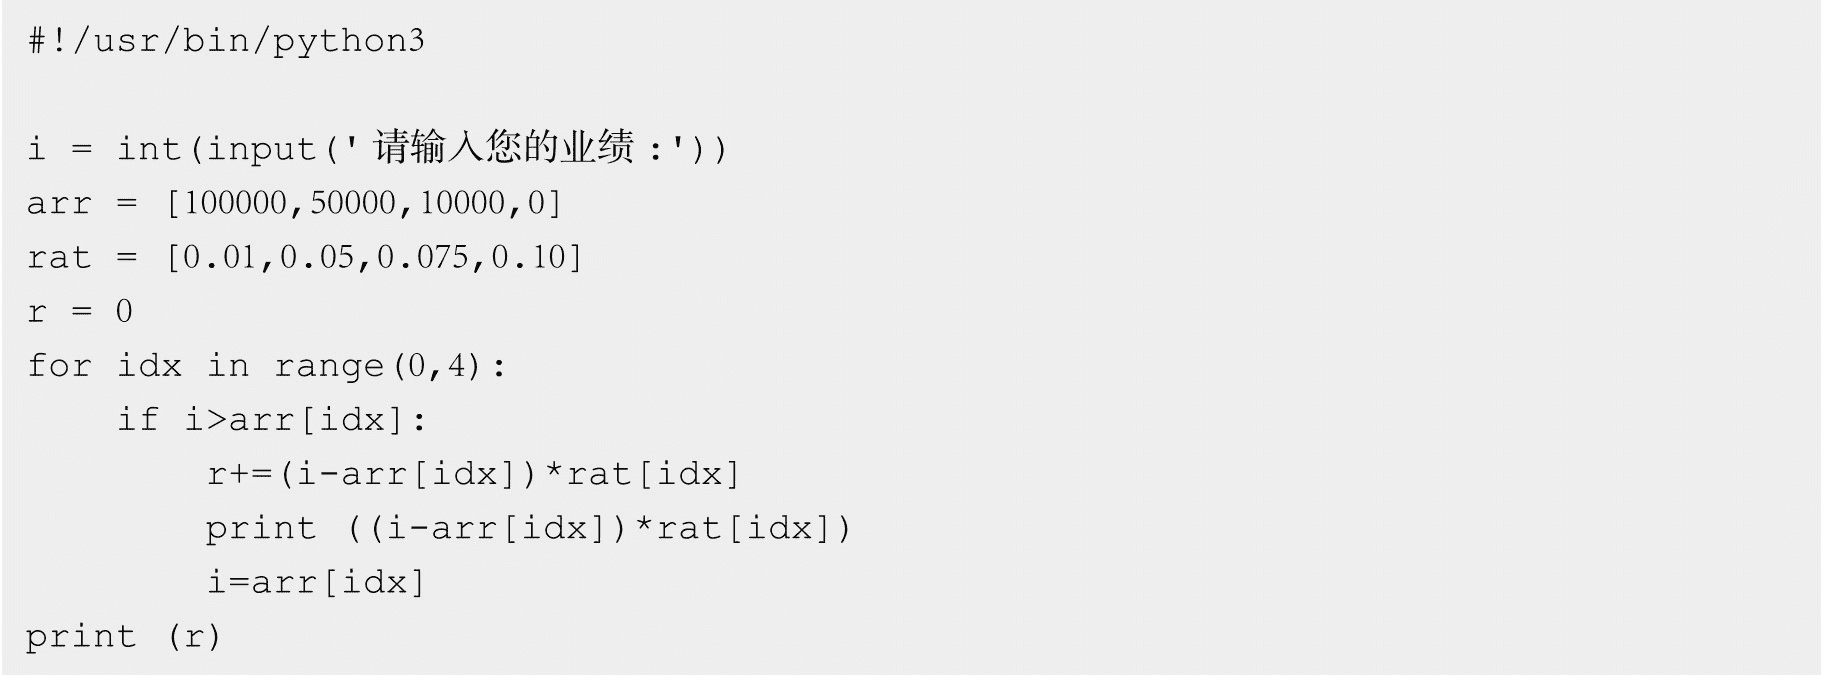 #!/usr/bin/python3
i = int(input(' 请输入您的业绩 :'))
arr = [100000,50000,10000,0]
rat = [0.01,0.05,0.075,0.10]
r = 0
for idx in range(0,4):
    if i>arr[idx]:
        r+=(i-arr[idx])*rat[idx]
        print ((i-arr[idx])*rat[idx])
        i=arr[idx]
print (r)